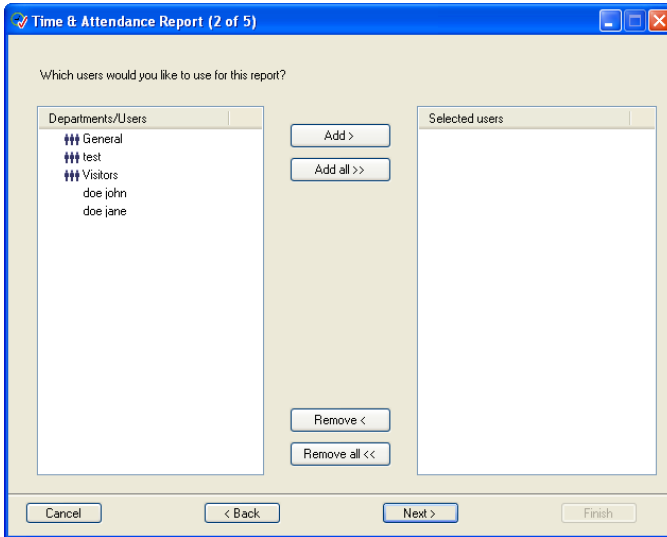 Time & Attendance Report (2 of 5)
Which users would you like to use for this report?
Departments/Users
General
test
Visitors
doe john
doe jane
Add >
Add all >>
Remove <
Remove all <<
Selected users
Cancel
< Back
Next >
Finish